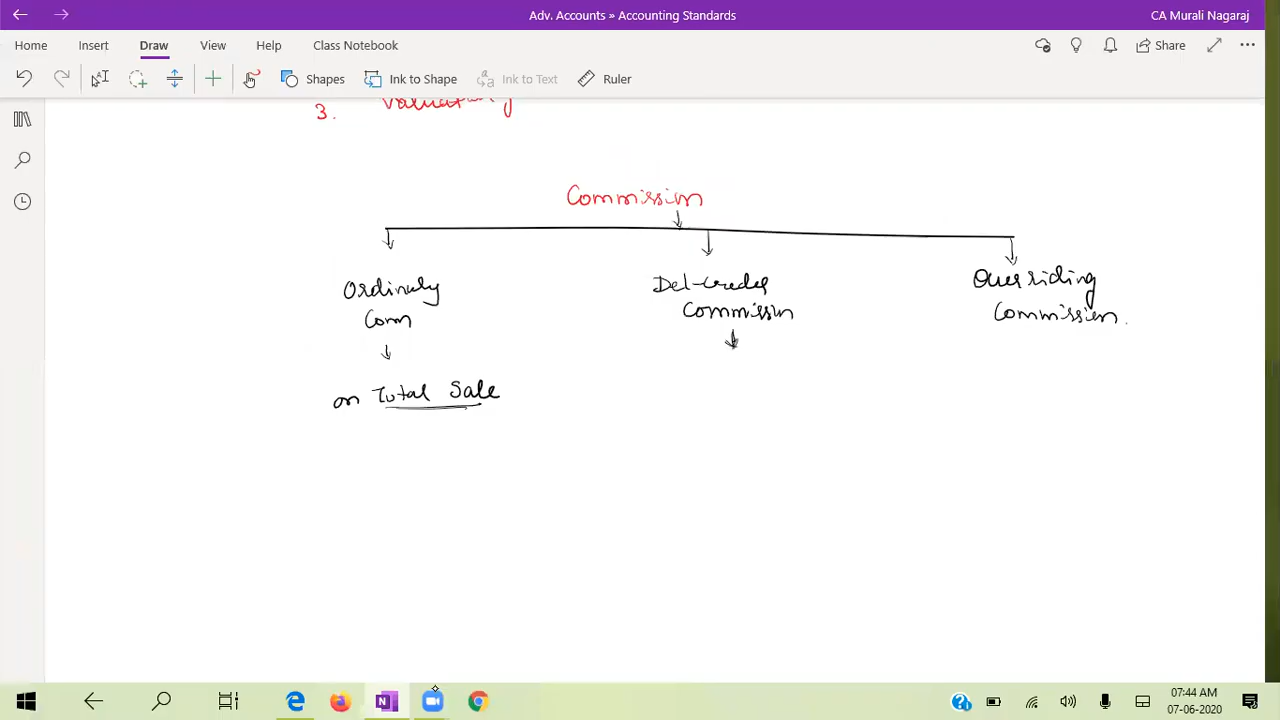 Adv. Accounts » Accounting Standards
CA Murali Nagaraj
Home Insert Draw View Help Class Notebook
Share
Shapes Ink to Shape Ink to Text Ruler
3.
Commission
Ordinary
Comm
on Total Sale
Del-creder
Commission
Overriding
Commission.
07:44 AM
07-06-2020